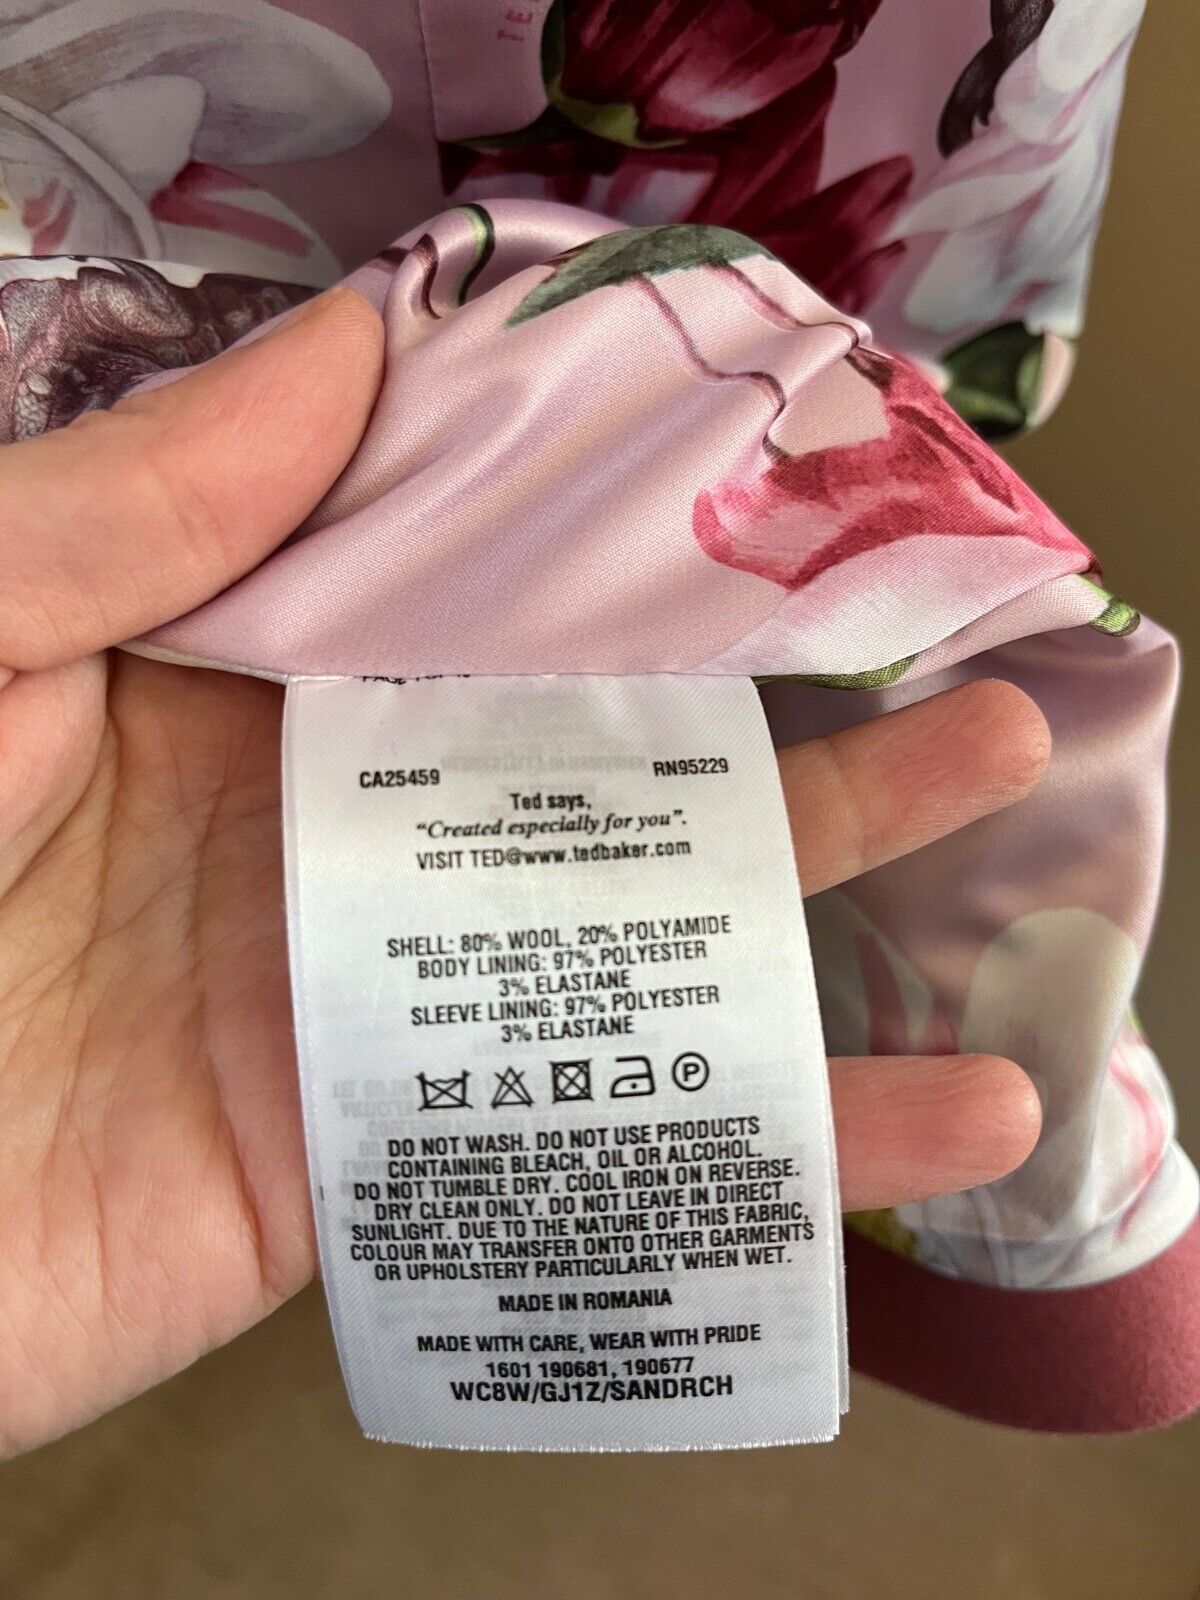 TE
CA25459 RN95229
Ted says,
“Created especially for you”.
VISIT TED@www.tedbaker.com
SHELL: 80% WOOL, 20% POLYAMIDE
BODY LINING: 97% POLYESTER
3% ELASTANE
SLEEVE LINING: 97% POLYESTER
3% ELASTANE
P
DO NOT WASH. DO NOT USE PRODUCTS
CONTAINING BLEACH, OIL OR ALCOHOL.
DO NOT TUMBLE DRY. COOL IRON ON REVERSE.
DRY CLEAN ONLY. DO NOT LEAVE IN DIRECT
SUNLIGHT. DUE TO THE NATURE OF THIS FABRIC,
COLOUR MAY TRANSFER ONTO OTHER GARMENTS
OR UPHOLSTERY PARTICULARLY WHEN WET.
MADE IN ROMANIA
MADE WITH CARE, WEAR WITH PRIDE
1601 190681, 190677
WC8W/GJ1Z/SANDRCH